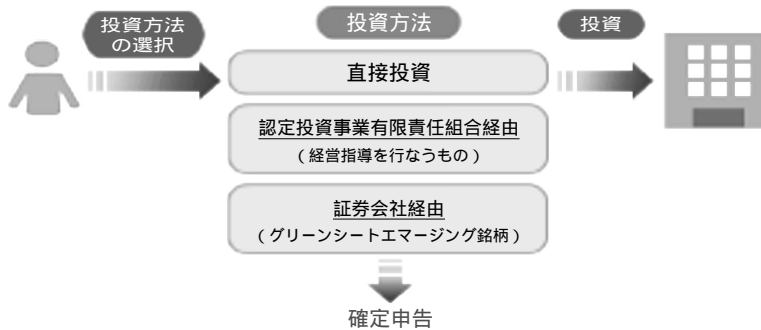 投資方法
の選択
投資方法
投資
直接投資
認定投資事業有限責任組合経由
（経営指導を行なうもの）
証券会社経由
（グリーンシートエマージング銘柄）
確定申告